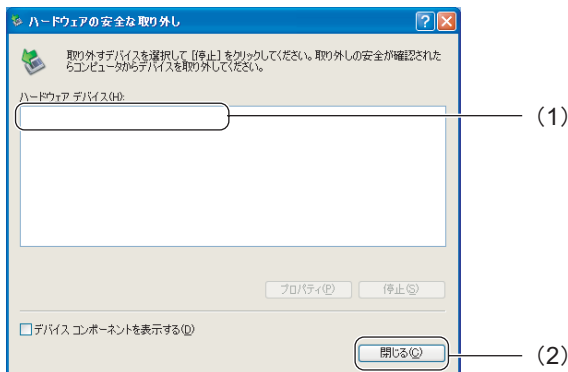 ハードウェアの安全な取り外し
取り外すデバイスを選択して [停止] をクリックしてください。取り外しの安全が確認された
らコンピュータからデバイスを取り外してください。
ハードウェア デバイス(H):
(1)
プロパティ(P) 停止(S)
デバイス コンポーネントを表示する(D)
閉じる(C) (2)